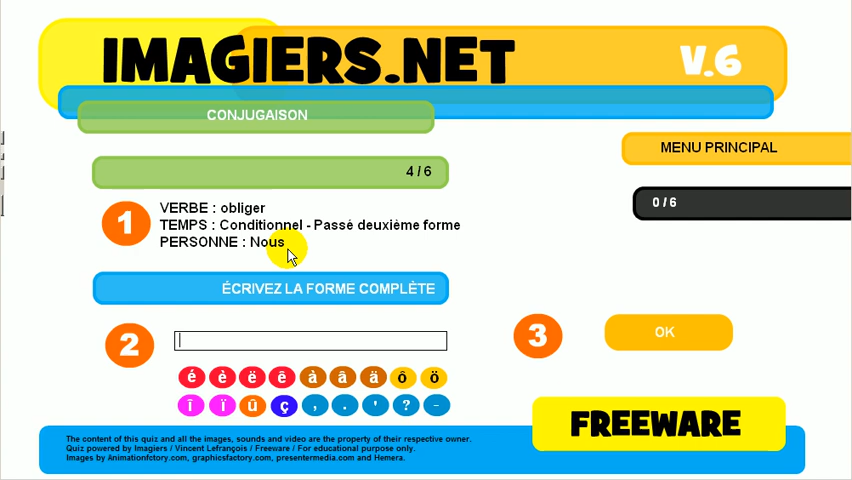 IMAGIERS.NET
V.6
CONJUGAISON
MENU PRINCIPAL
4 / 6
0 / 6
1
VERBE : obliger
TEMPS : Conditionnel - Passé deuxième forme
PERSONNE : Nous
ÉCRIVEZ LA FORME COMPLÈTE
2
3
OK
é è ë ê à â ä ô ö
î ï û ç , . ' ? -
FREEWARE
The content of this quiz and all the images, sounds and video are the property of their respective owner.
Quiz powered by Imagiers / Vincent Lefrançois / Freeware / For educational purpose only.
Images by Animationfctory.com, graphicsfactory.com, presentermedia.com and Hemera.